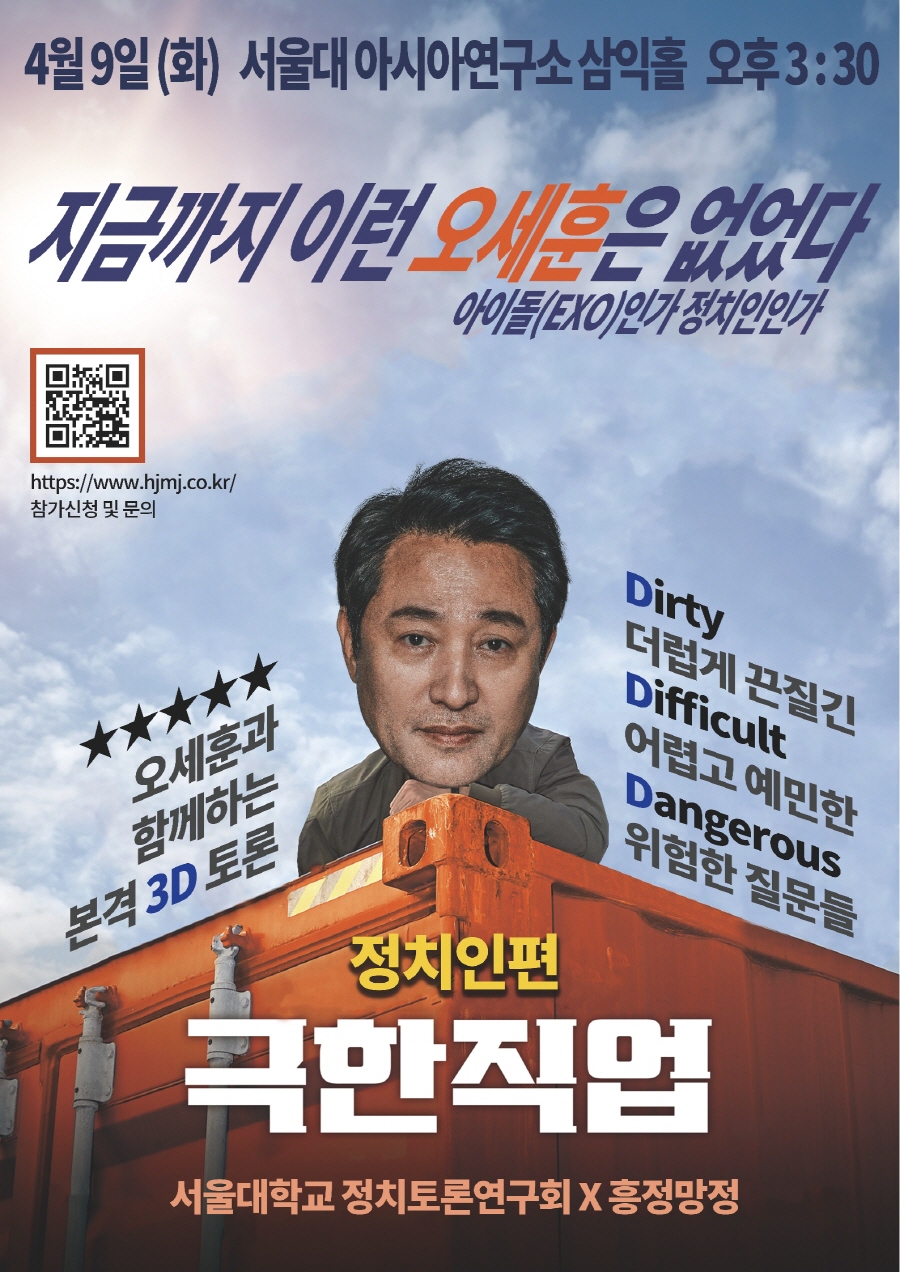 4월 9일 (화) 서울대 아시아연구소 삼익홀 오후 3 : 30
지금까지 이런 오세훈은 없었다
아이돌(EXO)인가 정치인인가
https://www.hjmj.co.kr/
참가신청 및 문의
★★★★★
오세훈과
함께하는
본격 3D 토론
Dirty
더럽게 끈질긴
Difficult
어렵고 예민한
Dangerous
위험한 질문들
정치인편
극한직업
서울대학교 정치토론연구회 X 흥정망정